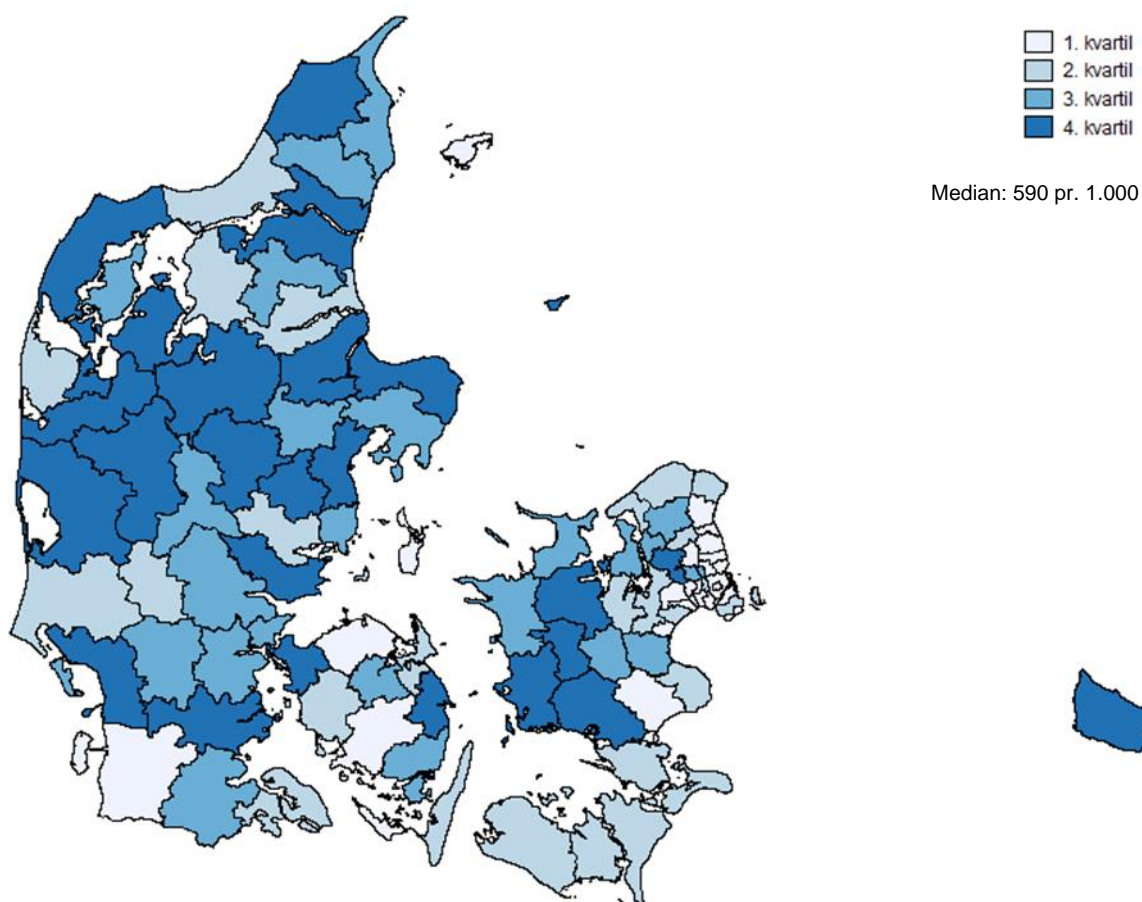 1. kvartil
2. kvartil
3. kvartil
4. kvartil
Median: 590 pr. 1.000